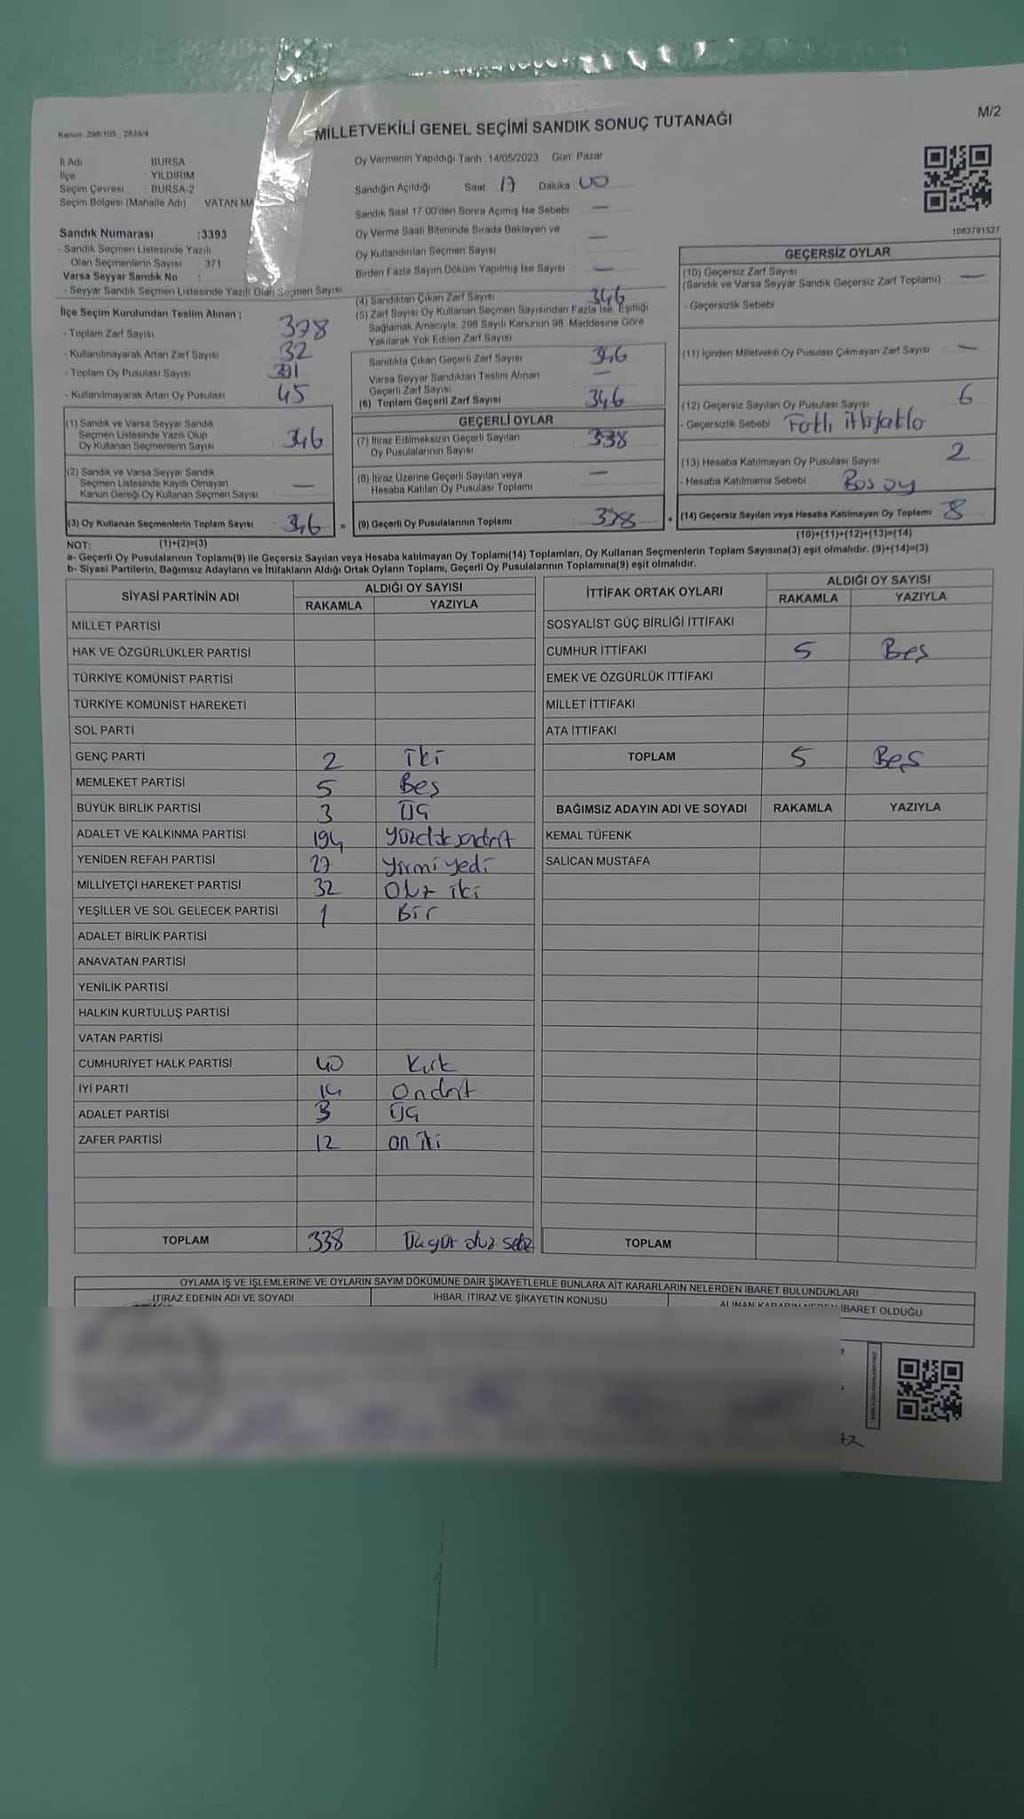 Kanun: 298/105 , 2839/4
MİLLETVEKİLİ GENEL SEÇİMİ SANDIK SONUÇ TUTANAĞI
M/2
İl Adı BURSA
İlçe YILDIRIM
Seçim Çevresi : BURSA-2
Seçim Bölgesi (Mahalle Adı) VATAN MA
Oy Vermenin Yapıldığı Tarih :14/05/2023 Gün: Pazar
Sandığın Açıldığı Saat 17 Dakika 00
Sandık Saat 17:00'den Sonra Açılmış İse Sebebi —
Oy Verme Saati Bitiminde Sırada Bekleyen ve
Oy Kullandırılan Seçmen Sayısı —
Birden Fazla Sayım Döküm Yapılmış İse Sayısı —
1063791527
Sandık Numarası :3393
- Sandık Seçmen Listesinde Yazılı
Olan Seçmenlerin Sayısı 371
Varsa Seyyar Sandık No :
- Seyyar Sandık Seçmen Listesinde Yazılı Olan Seçmen Sayısı
İlçe Seçim Kurulundan Teslim Alınan :
- Toplam Zarf Sayısı 378
- Kullanılmayarak Artan Zarf Sayısı 32
- Toplam Oy Pusulası Sayısı 391
- Kullanılmayarak Artan Oy Pusulası 45
(1) Sandık ve Varsa Seyyar Sandık
Seçmen Listesinde Yazılı Olup
Oy Kullanan Seçmenlerin Sayısı 346
(2) Sandık ve Varsa Seyyar Sandık
Seçmen Listesinde Kayıtlı Olmayan
Kanun Gereği Oy Kullanan Seçmen Sayısı —
(3) Oy Kullanan Seçmenlerin Toplam Sayısı 346 =
(4) Sandıktan Çıkan Zarf Sayısı 346
(5) Zarf Sayısı Oy Kullanan Seçmen Sayısından Fazla İse, Eşitliği
Sağlamak Amacıyla, 298 Sayılı Kanunun 98. Maddesine Göre
Yakılarak Yok Edilen Zarf Sayısı
Sandıkta Çıkan Geçerli Zarf Sayısı 346
Varsa Seyyar Sandıktan Teslim Alınan
Geçerli Zarf Sayısı —
(6) Toplam Geçerli Zarf Sayısı 346
GEÇERLİ OYLAR
(7) İtiraz Edilmeksizin Geçerli Sayılan
Oy Pusulalarının Sayısı 338
(8) İtiraz Üzerine Geçerli Sayılan veya
Hesaba Katılan Oy Pusulası Toplamı —
(9) Geçerli Oy Pusulalarının Toplamı 338 +
GEÇERSİZ OYLAR
(10) Geçersiz Zarf Sayısı
(Sandık ve Varsa Seyyar Sandık Geçersiz Zarf Toplamı) —
- Geçersizlik Sebebi
(11) İçinden Milletvekili Oy Pusulası Çıkmayan Zarf Sayısı —
(12) Geçersiz Sayılan Oy Pusulası Sayısı 6
- Geçersizlik Sebebi
(13) Hesaba Katılmayan Oy Pusulası Sayısı 2
- Hesaba Katılmama Sebebi Bos oy
(14) Geçersiz Sayılan veya Hesaba Katılmayan Oy Toplamı 8
NOT: (1)+(2)=(3)
(10)+(11)+(12)+(13)=(14)
a- Geçerli Oy Pusulalarının Toplamı(9) ile Geçersiz Sayılan veya Hesaba katılmayan Oy Toplamı(14) Toplamları, Oy Kullanan Seçmenlerin Toplam Sayısına(3) eşit olmalıdır. (9)+(14)=(3)
b- Siyasi Partilerin, Bağımsız Adayların ve İttifakların Aldığı Ortak Oyların Toplamı, Geçerli Oy Pusulalarının Toplamına(9) eşit olmalıdır.
SİYASİ PARTİNİN ADI ALDIĞI OY SAYISI
RAKAMLA YAZIYLA
MİLLET PARTİSİ
HAK VE ÖZGÜRLÜKLER PARTİSİ
TÜRKİYE KOMÜNİST PARTİSİ
TÜRKİYE KOMÜNİST HAREKETİ
SOL PARTİ
GENÇ PARTİ 2 iki
MEMLEKET PARTİSİ 5 Beş
BÜYÜK BİRLİK PARTİSİ 3 Üç
ADALET VE KALKINMA PARTİSİ 194
YENİDEN REFAH PARTİSİ 27 Yirmi yedi
MİLLİYETÇİ HAREKET PARTİSİ 32 Otuz iki
YEŞİLLER VE SOL GELECEK PARTİSİ 1 Bir
ADALET BİRLİK PARTİSİ
ANAVATAN PARTİSİ
YENİLİK PARTİSİ
HALKIN KURTULUŞ PARTİSİ
VATAN PARTİSİ
CUMHURİYET HALK PARTİSİ 40 Kırk
İYİ PARTİ 14 Ondört
ADALET PARTİSİ 3 Üç
ZAFER PARTİSİ 12 on iki
TOPLAM 338
İTTİFAK ORTAK OYLARI ALDIĞI OY SAYISI
RAKAMLA YAZIYLA
SOSYALİST GÜÇ BİRLİĞİ İTTİFAKI
CUMHUR İTTİFAKI 5 Beş
EMEK VE ÖZGÜRLÜK İTTİFAKI
MİLLET İTTİFAKI
ATA İTTİFAKI
TOPLAM 5 Beş
BAĞIMSIZ ADAYIN ADI VE SOYADI RAKAMLA YAZIYLA
KEMAL TÜFENK
SALİCAN MUSTAFA
TOPLAM
OYLAMA İŞ VE İŞLEMLERİNE VE OYLARIN SAYIM DÖKÜMÜNE DAİR ŞİKAYETLERLE BUNLARA AİT KARARLARIN NELERDEN İBARET BULUNDUKLARI
İTİRAZ EDENİN ADI VE SOYADI İHBAR, İTİRAZ VE ŞİKAYETİN KONUSU ALINAN KARARIN NEDEN İBARET OLDUĞU